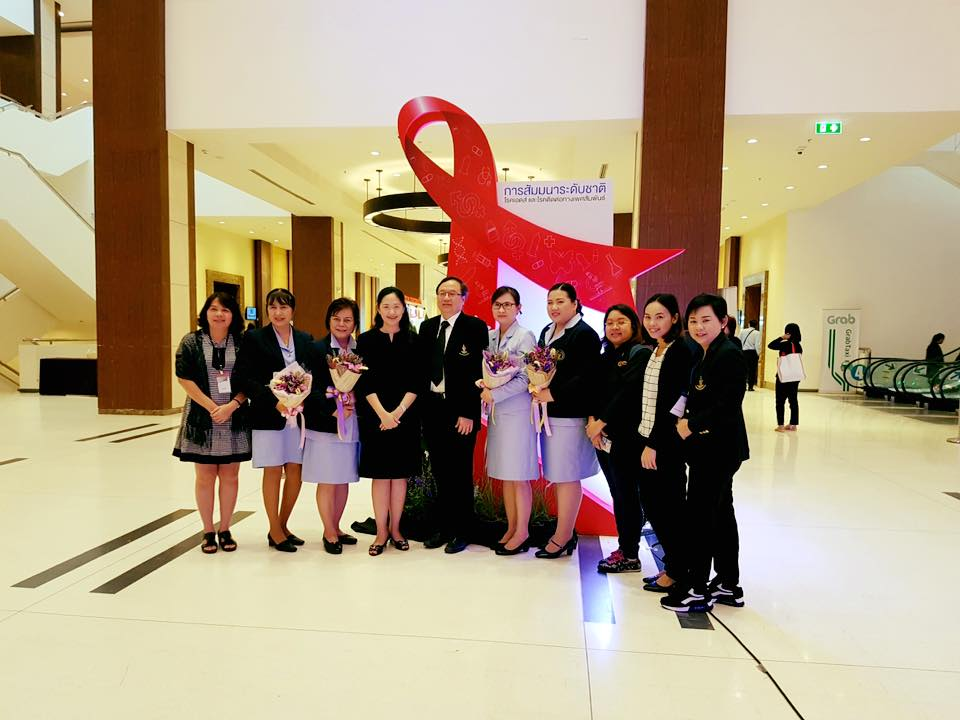 การสัมมนาระดับชาติ
โรคเอดส์ และโรคติดต่อทางเพศสัมพันธ์
Grab
GrabTaxi